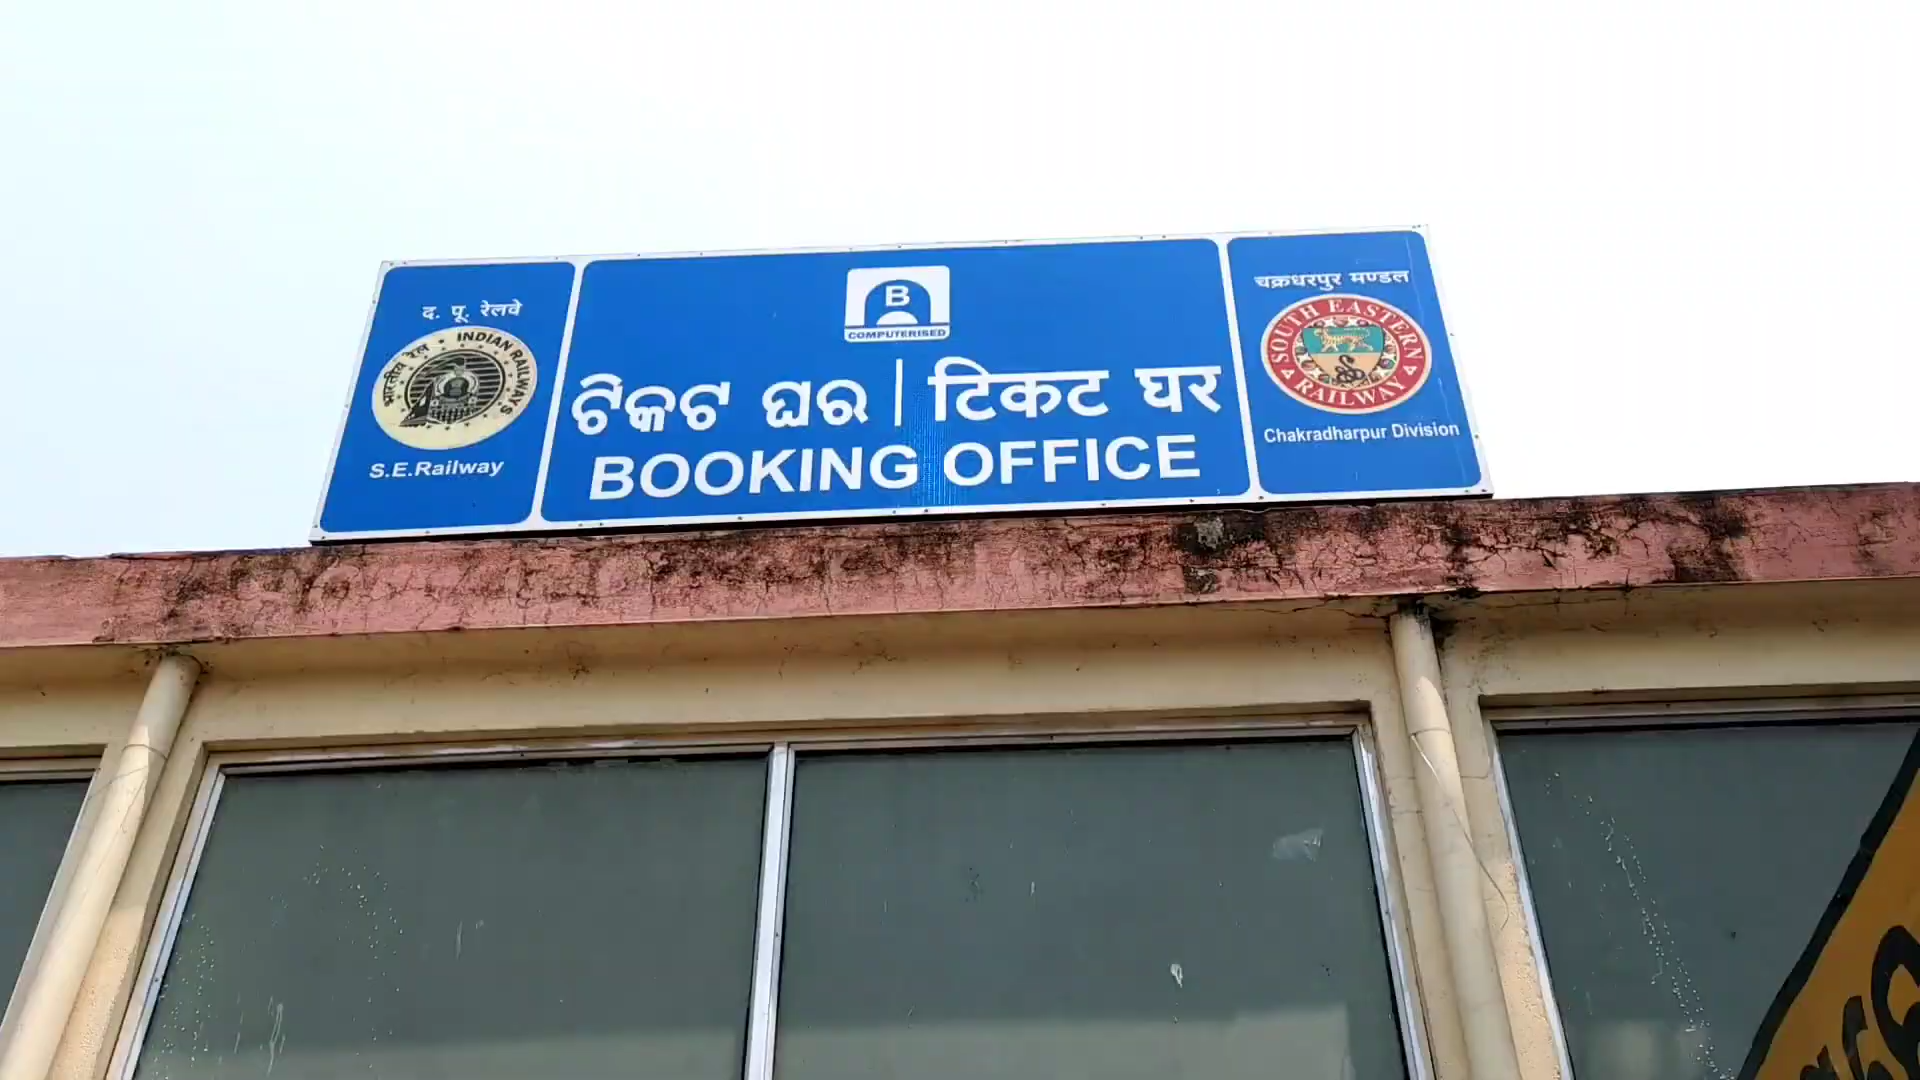 द. पू. रेलवे
भारतीय रेल • INDIAN RAILWAYS
S.E.Railway
B
COMPUTERISED
ଟିକଟ ଘର | टिकट घर
BOOKING OFFICE
चक्रधरपुर मण्डल
SOUTH EASTERN
RAILWAY
Chakradharpur Division